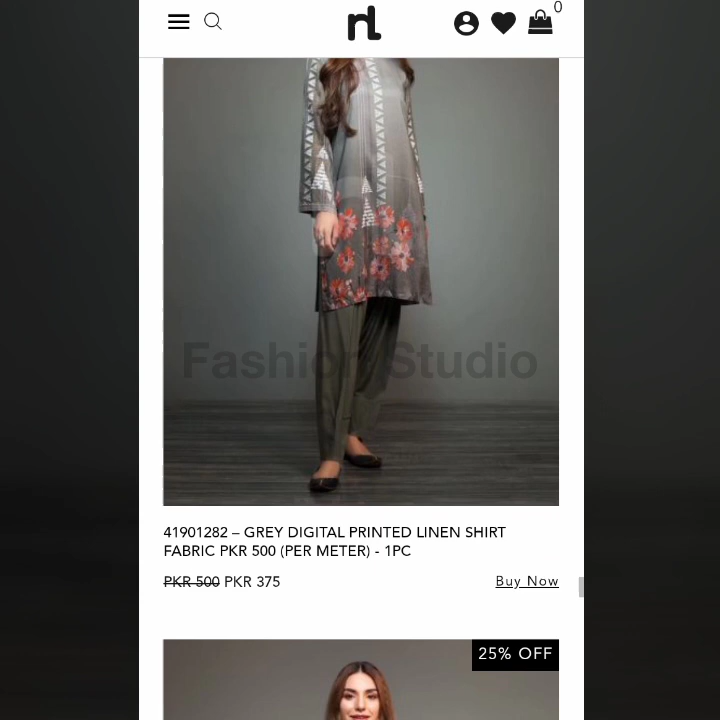 nl
0
Fashion Studio
41901282 – GREY DIGITAL PRINTED LINEN SHIRT
FABRIC PKR 500 (PER METER) - 1PC
PKR 500 PKR 375
Buy Now
25% OFF